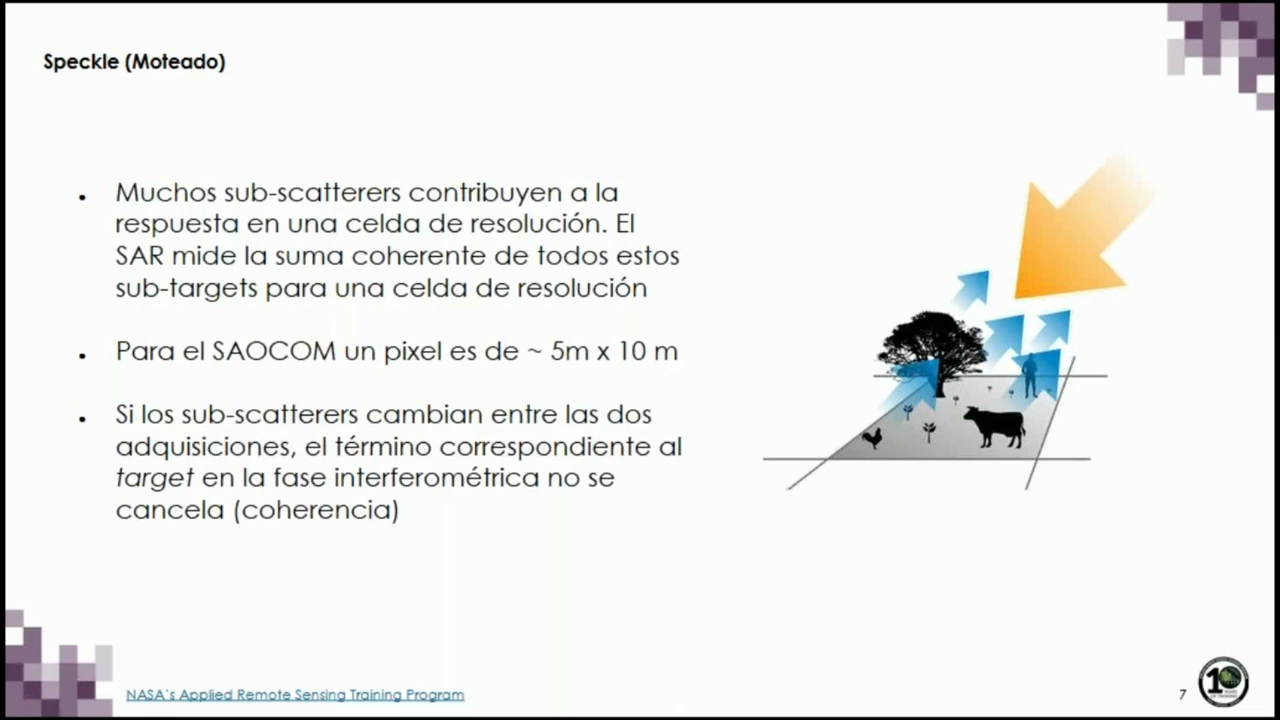 Speckle (Moteado)
• Muchos sub-scatterers contribuyen a la
respuesta en una celda de resolución. El
SAR mide la suma coherente de todos estos
sub-targets para una celda de resolución
• Para el SAOCOM un pixel es de ~ 5m x 10 m
• Si los sub-scatterers cambian entre las dos
adquisiciones, el término correspondiente al
target en la fase interferométrica no se
cancela (coherencia)
NASA's Applied Remote Sensing Training Program
7
10